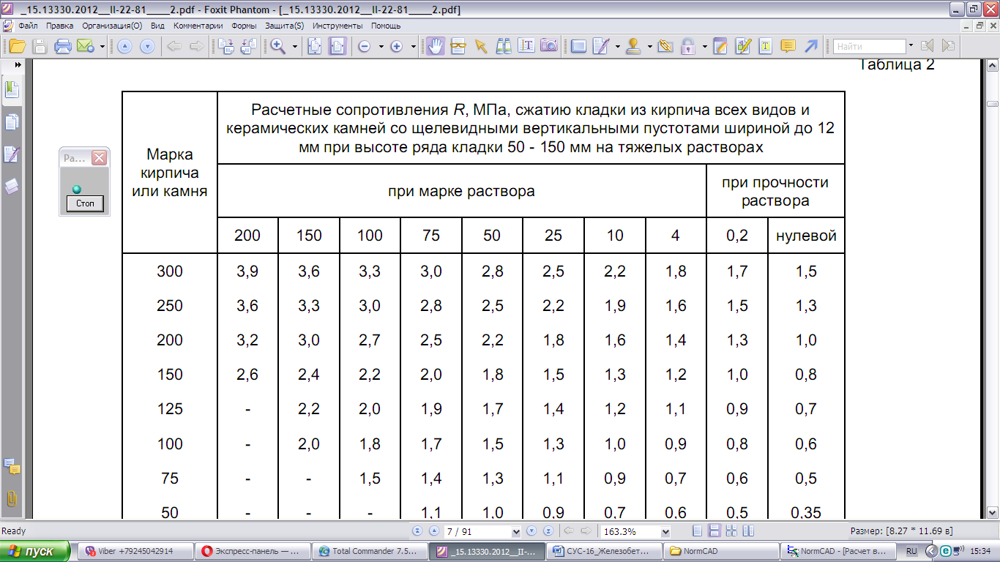 _15.13330.2012__II-22-81____2.pdf - Foxit Phantom - [_15.13330.2012__II-22-81____2.pdf]
Файл Правка Организация(O) Вид Комментарии Формы Защита(S) Инструменты Помощь
Найти
Таблица 2
Марка кирпича или камня
Расчетные сопротивления R, МПа, сжатию кладки из кирпича всех видов и
керамических камней со щелевидными вертикальными пустотами шириной до 12
мм при высоте ряда кладки 50 - 150 мм на тяжелых растворах
при марке раствора
при прочности
раствора
200 150 100 75 50 25 10 4 0,2 нулевой
300 3,9 3,6 3,3 3,0 2,8 2,5 2,2 1,8 1,7 1,5
250 3,6 3,3 3,0 2,8 2,5 2,2 1,9 1,6 1,5 1,3
200 3,2 3,0 2,7 2,5 2,2 1,8 1,6 1,4 1,3 1,0
150 2,6 2,4 2,2 2,0 1,8 1,5 1,3 1,2 1,0 0,8
125 - 2,2 2,0 1,9 1,7 1,4 1,2 1,1 0,9 0,7
100 - 2,0 1,8 1,7 1,5 1,3 1,0 0,9 0,8 0,6
75 - - 1,5 1,4 1,3 1,1 0,9 0,7 0,6 0,5
50 - - - 1,1 1,0 0,9 0,7 0,6 0,5 0,35
Ра...
Стоп
Ready 7 / 91 163.3% Размер: [8.27 * 11.69 в]
пуск Viber +79245042914 Экспресс-панель — ... Total Commander 7.5.... _15.13330.2012__II-... СУС-16_Железобет... NormCAD NormCAD - [Расчет в... RU 15:34